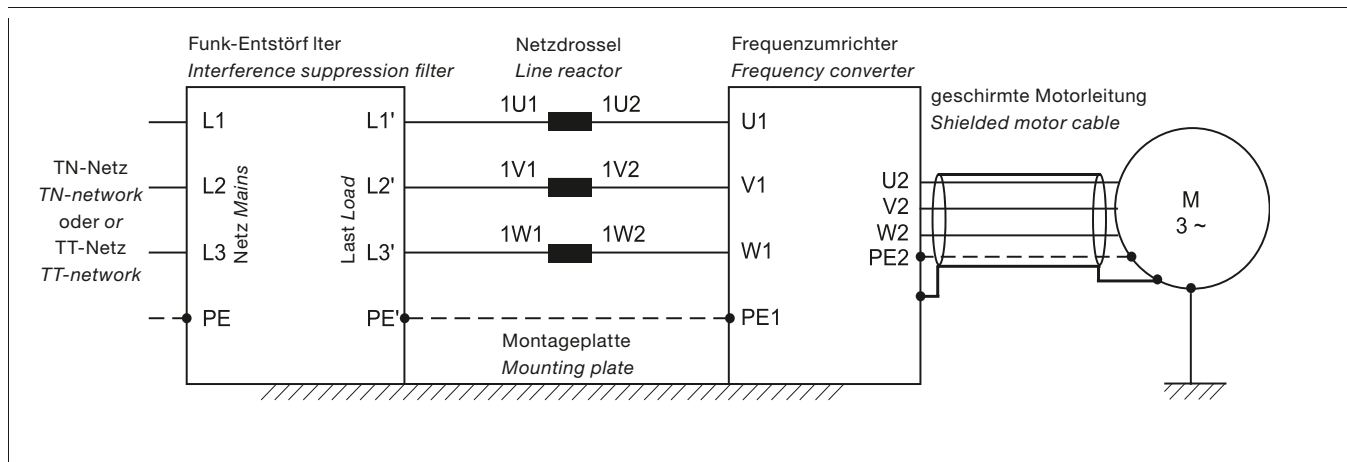 Funk-Entstörf lter
Interference suppression filter
Netzdrossel
Line reactor
Frequenzumrichter
Frequency converter
geschirmte Motorleitung
Shielded motor cable
TN-Netz
TN-network
oder or
TT-Netz
TT-network
L1
L2
L3
PE
Netz Mains
Last Load
L1'
L2'
L3'
PE'
1U1
1U2
1V1
1V2
1W1
1W2
Montageplatte
Mounting plate
U1
V1
W1
PE1
U2
V2
W2
PE2
M
3 ~